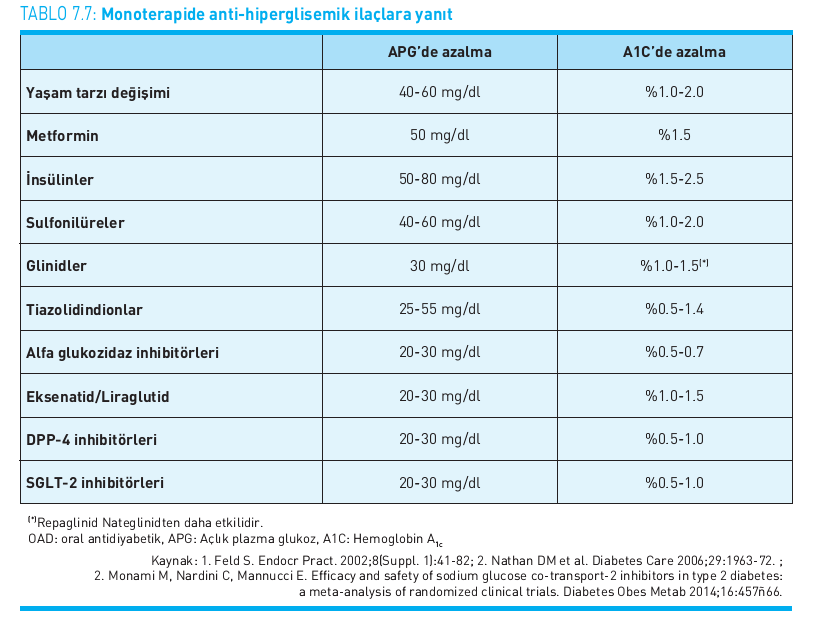 TABLO 7.7: Monoterapide anti-hiperglisemik ilaçlara yanıt
APG’de azalma A1C’de azalma
Yaşam tarzı değişimi 40-60 mg/dl %1.0-2.0
Metformin 50 mg/dl %1.5
İnsülinler 50-80 mg/dl %1.5-2.5
Sulfonilüreler 40-60 mg/dl %1.0-2.0
Glinidler 30 mg/dl %1.0-1.5(*)
Tiazolidindionlar 25-55 mg/dl %0.5-1.4
Alfa glukozidaz inhibitörleri 20-30 mg/dl %0.5-0.7
Eksenatid/Liraglutid 20-30 mg/dl %1.0-1.5
DPP-4 inhibitörleri 20-30 mg/dl %0.5-1.0
SGLT-2 inhibitörleri 20-30 mg/dl %0.5-1.0
(*)Repaglinid Nateglinidten daha etkilidir.
OAD: oral antidiyabetik, APG: Açlık plazma glukoz, A1C: Hemoglobin A1c
Kaynak: 1. Feld S. Endocr Pract. 2002;8(Suppl. 1):41-82; 2. Nathan DM et al. Diabetes Care 2006;29:1963-72. ;
2. Monami M, Nardini C, Mannucci E. Efficacy and safety of sodium glucose co-transport-2 inhibitors in type 2 diabetes:
a meta-analysis of randomized clinical trials. Diabetes Obes Metab 2014;16:457ñ66.